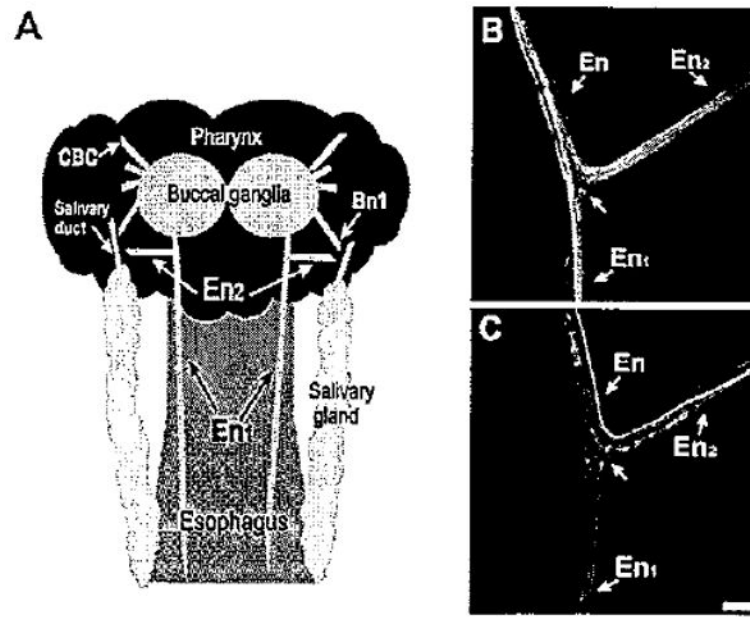 A
Pharynx
CBC
Buccal ganglia
Bn1
Salivary
duct
En2
Salivary
gland
En1
Esophagus
B
En
En2
En1
C
En
En2
En1